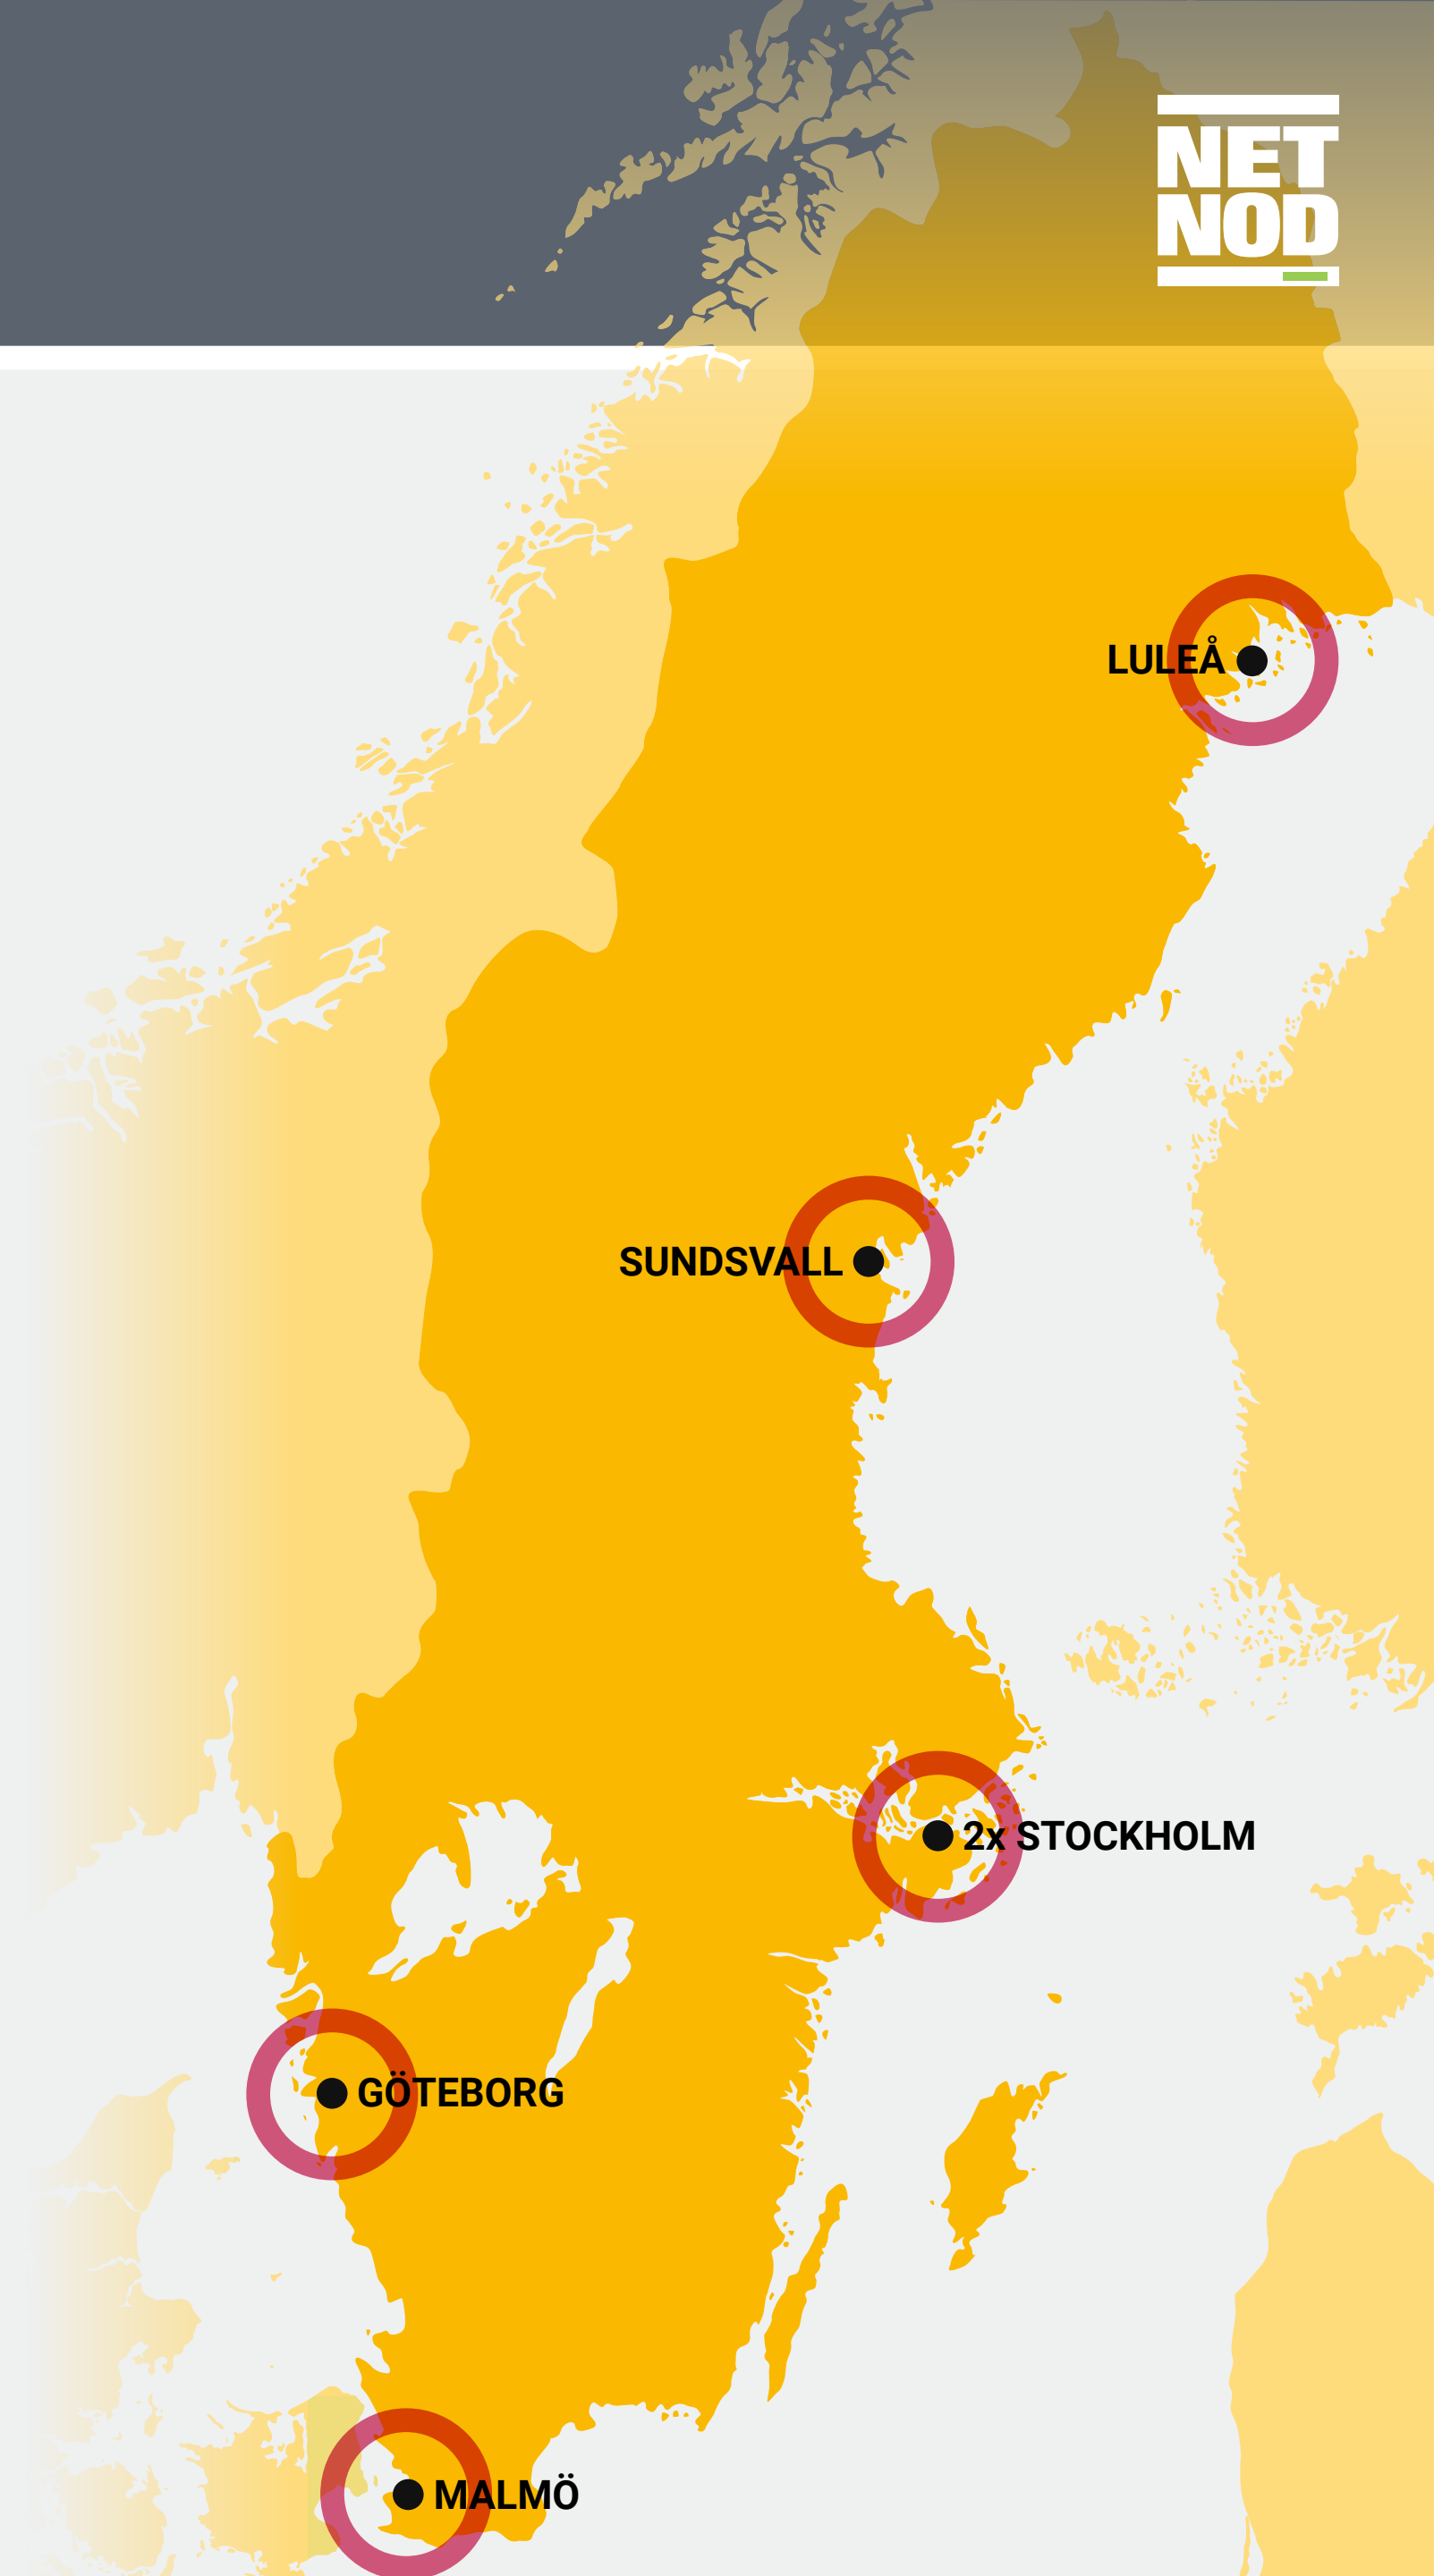 NET
NOD
LULEÅ
SUNDSVALL
2x STOCKHOLM
GÖTEBORG
MALMÖ